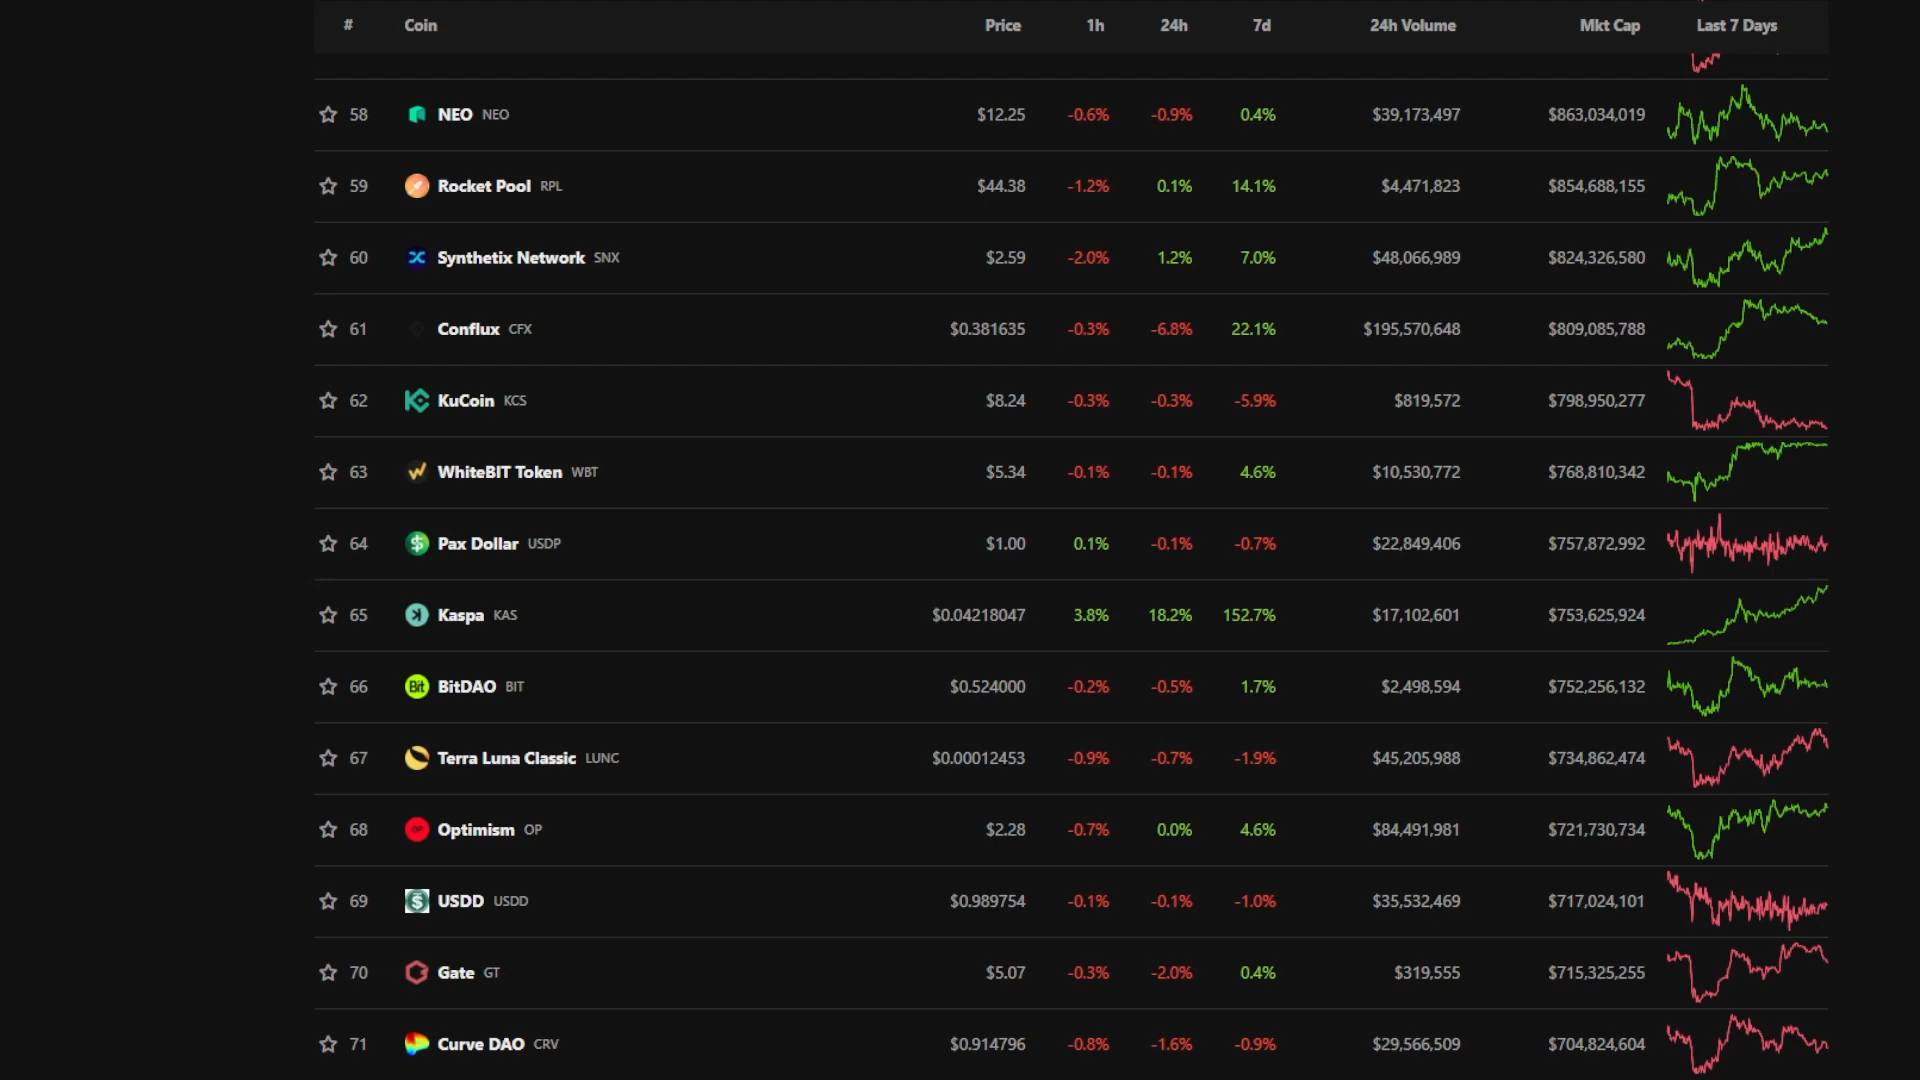 # Coin Price 1h 24h 7d 24h Volume Mkt Cap Last 7 Days
58 NEO NEO $12.25 -0.6% -0.9% 0.4% $39,173,497 $863,034,019
59 Rocket Pool RPL $44.38 -1.2% 0.1% 14.1% $4,471,823 $854,688,155
60 Synthetix Network SNX $2.59 -2.0% 1.2% 7.0% $48,066,989 $824,326,580
61 Conflux CFX $0.381635 -0.3% -6.8% 22.1% $195,570,648 $809,085,788
62 KuCoin KCS $8.24 -0.3% -0.3% -5.9% $819,572 $798,950,277
63 WhiteBIT Token WBT $5.34 -0.1% -0.1% 4.6% $10,530,772 $768,810,342
64 Pax Dollar USDP $1.00 0.1% -0.1% -0.7% $22,849,406 $757,872,992
65 Kaspa KAS $0.04218047 3.8% 18.2% 152.7% $17,102,601 $753,625,924
66 Bit BitDAO BIT $0.524000 -0.2% -0.5% 1.7% $2,498,594 $752,256,132
67 Terra Luna Classic LUNC $0.00012453 -0.9% -0.7% -1.9% $45,205,988 $734,862,474
68 OP Optimism OP $2.28 -0.7% 0.0% 4.6% $84,491,981 $721,730,734
69 USDD USDD $0.989754 -0.1% -0.1% -1.0% $35,532,469 $717,024,101
70 Gate GT $5.07 -0.3% -2.0% 0.4% $319,555 $715,325,255
71 Curve DAO CRV $0.914796 -0.8% -1.6% -0.9% $29,566,509 $704,824,604